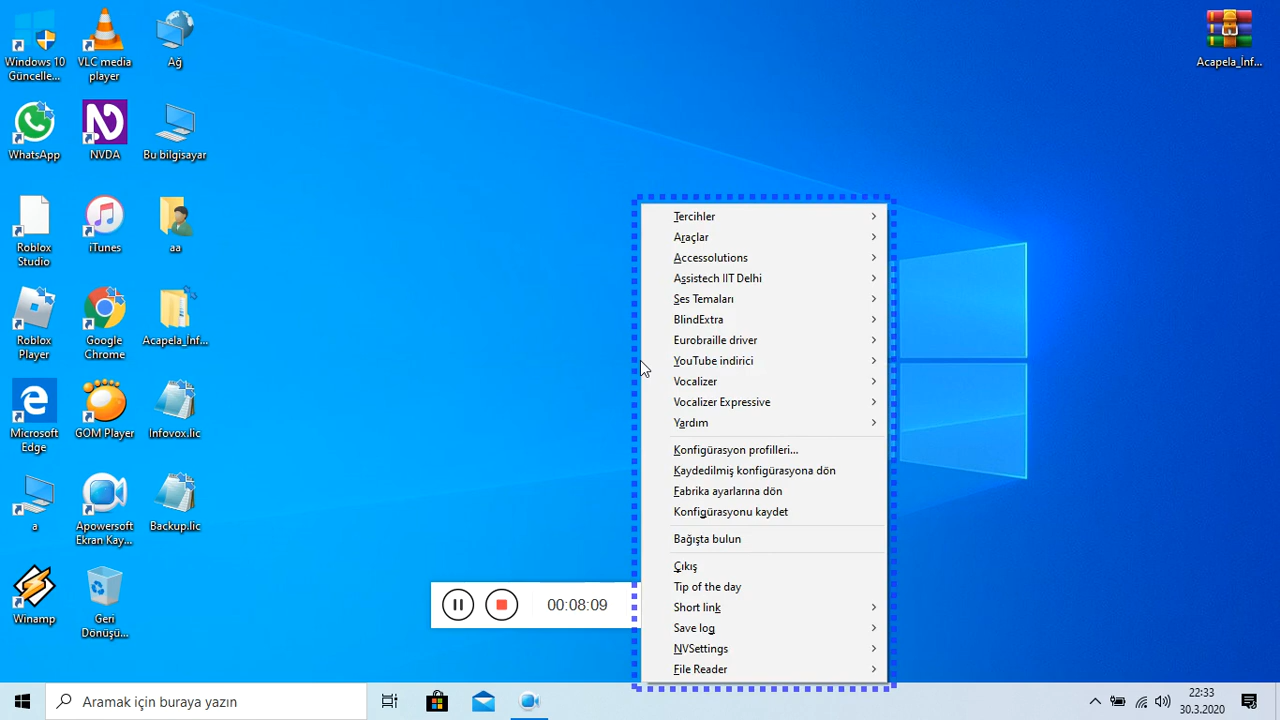 Windows 10
Güncelle...
VLC media
player
Ağ
WhatsApp
NVDA
Bu bilgisayar
Roblox
Studio
iTunes
aa
Roblox
Player
Google
Chrome
Acapela_İnf...
Microsoft
Edge
GOM Player
Infovox.lic
a
Apowersoft
Ekran Kay...
Backup.lic
Winamp
Geri
Dönüşü...
Acapela_İnf...
Tercihler
Araçlar
Accessolutions
Assistech IIT Delhi
Ses Temaları
BlindExtra
Eurobraille driver
YouTube indirici
Vocalizer
Vocalizer Expressive
Yardım
Konfigürasyon profilleri...
Kaydedilmiş konfigürasyona dön
Fabrika ayarlarına dön
Konfigürasyonu kaydet
Bağışta bulun
Çıkış
Tip of the day
Short link
Save log
NVSettings
File Reader
00:08:09
Aramak için buraya yazın
22:33
30.3.2020